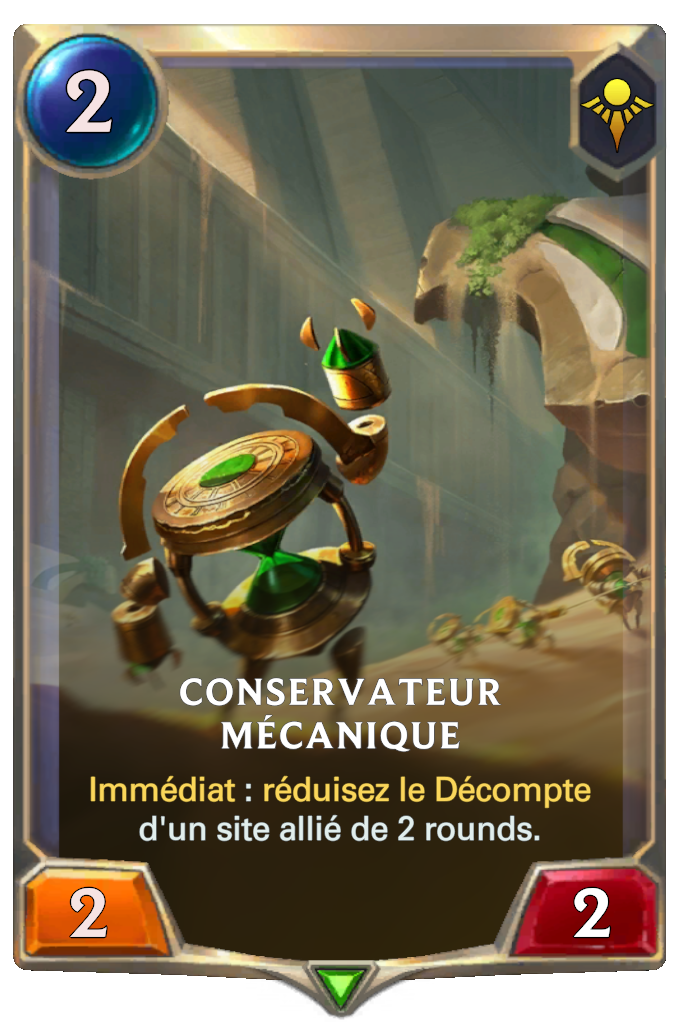 2
CONSERVATEUR
MÉCANIQUE
Immédiat : réduisez le Décompte
d'un site allié de 2 rounds.
2
2